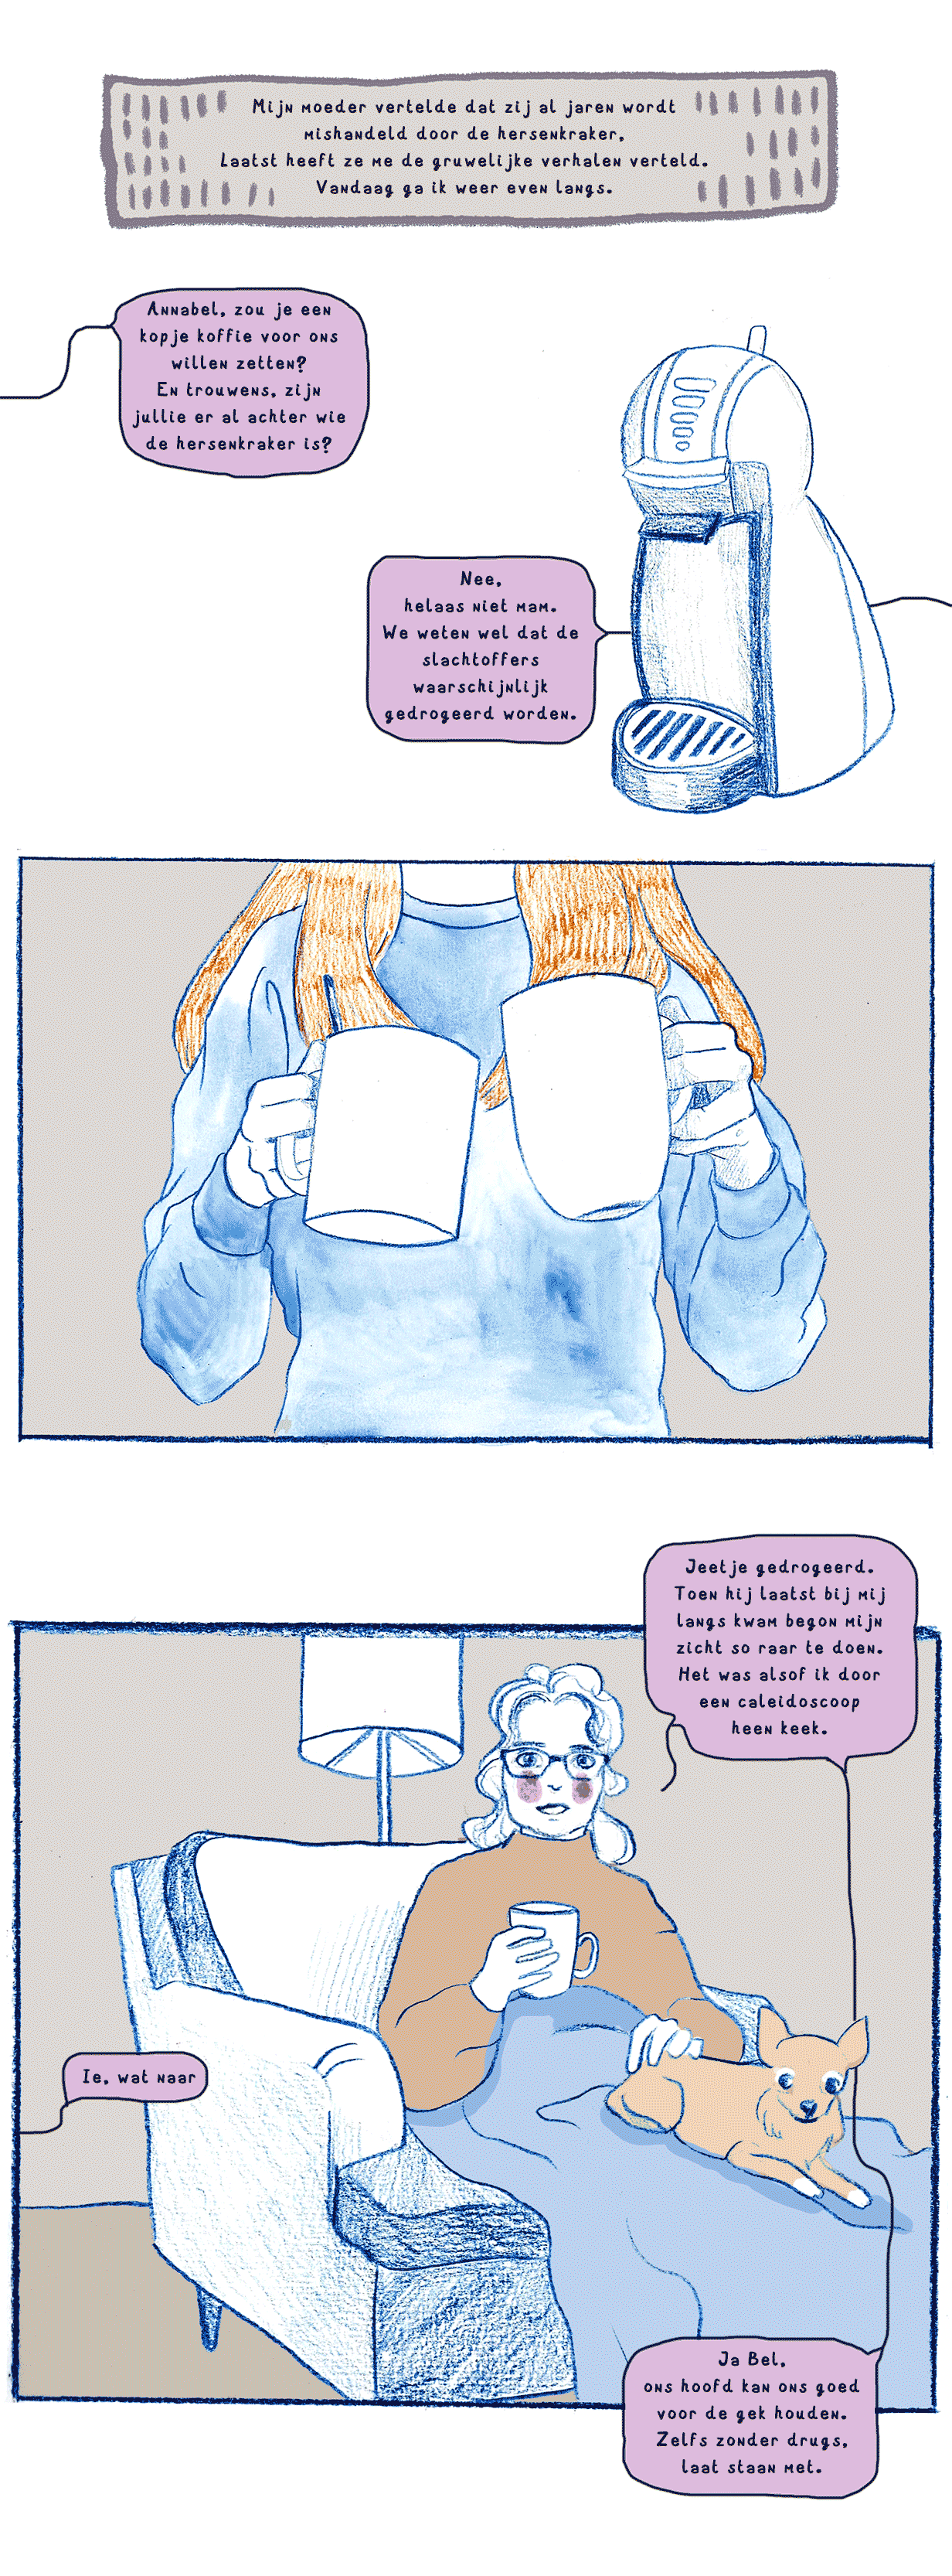 Mijn moeder vertelde dat zij al jaren wordt
mishandeld door de hersenkraker,
Laatst heeft ze me de gruwelijke verhalen verteld.
Vandaag ga ik weer even langs.
Annabel, zou je een
kopje koffie voor ons
willen zetten?
En trouwens, zijn
jullie er al achter wie
de hersenkraker is?
Nee,
helaas niet mam.
We weten wel dat de
slachtoffers
waarschijnlijk
gedrogeerd worden.
Jeetje gedrogeerd.
Toen hij laatst bij mij
langs kwam begon mijn
zicht so raar te doen.
Het was alsof ik door
een caleidoscoop
heen keek.
Ie, wat naar
Ja Bel,
ons hoofd kan ons goed
voor de gek houden.
Zelfs zonder drugs,
laat staan met.